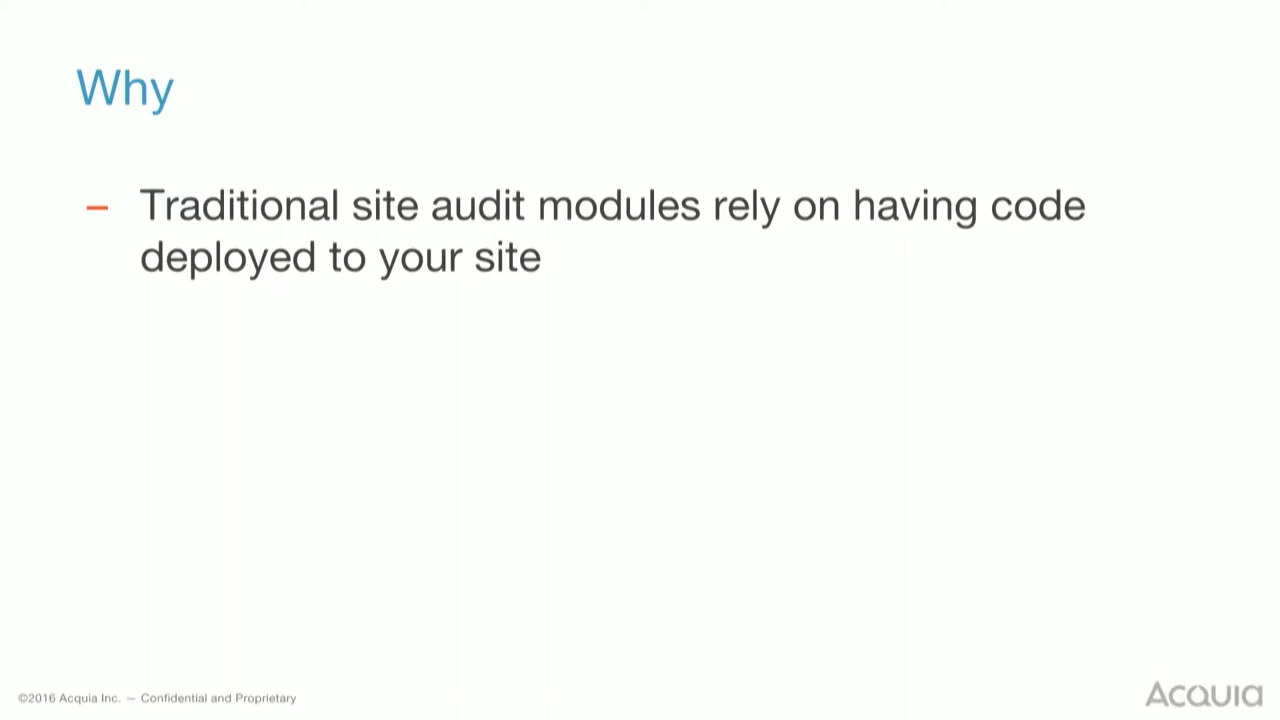 Why
– Traditional site audit modules rely on having code
deployed to your site
©2016 Acquia Inc. — Confidential and Proprietary
Acquia